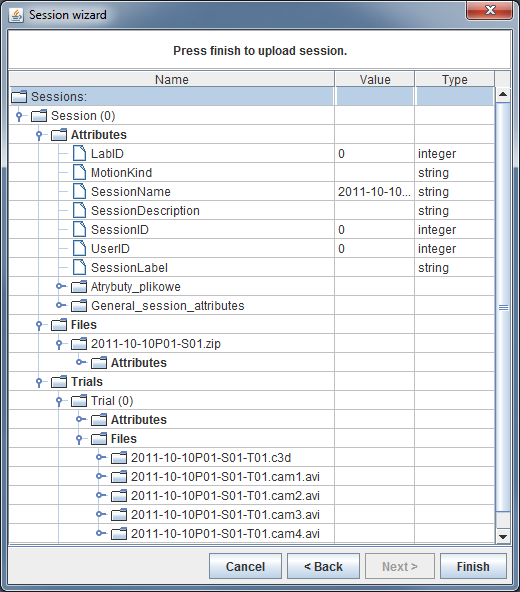 Session wizard
Press finish to upload session.
Name Value Type
Sessions:
Session (0)
Attributes
LabID 0 integer
MotionKind string
SessionName 2011-10-10... string
SessionDescription string
SessionID 0 integer
UserID 0 integer
SessionLabel string
Atrybuty_plikowe
General_session_attributes
Files
2011-10-10P01-S01.zip
Attributes
Trials
Trial (0)
Attributes
Files
2011-10-10P01-S01-T01.c3d
2011-10-10P01-S01-T01.cam1.avi
2011-10-10P01-S01-T01.cam2.avi
2011-10-10P01-S01-T01.cam3.avi
2011-10-10P01-S01-T01.cam4.avi
Cancel < Back Next > Finish